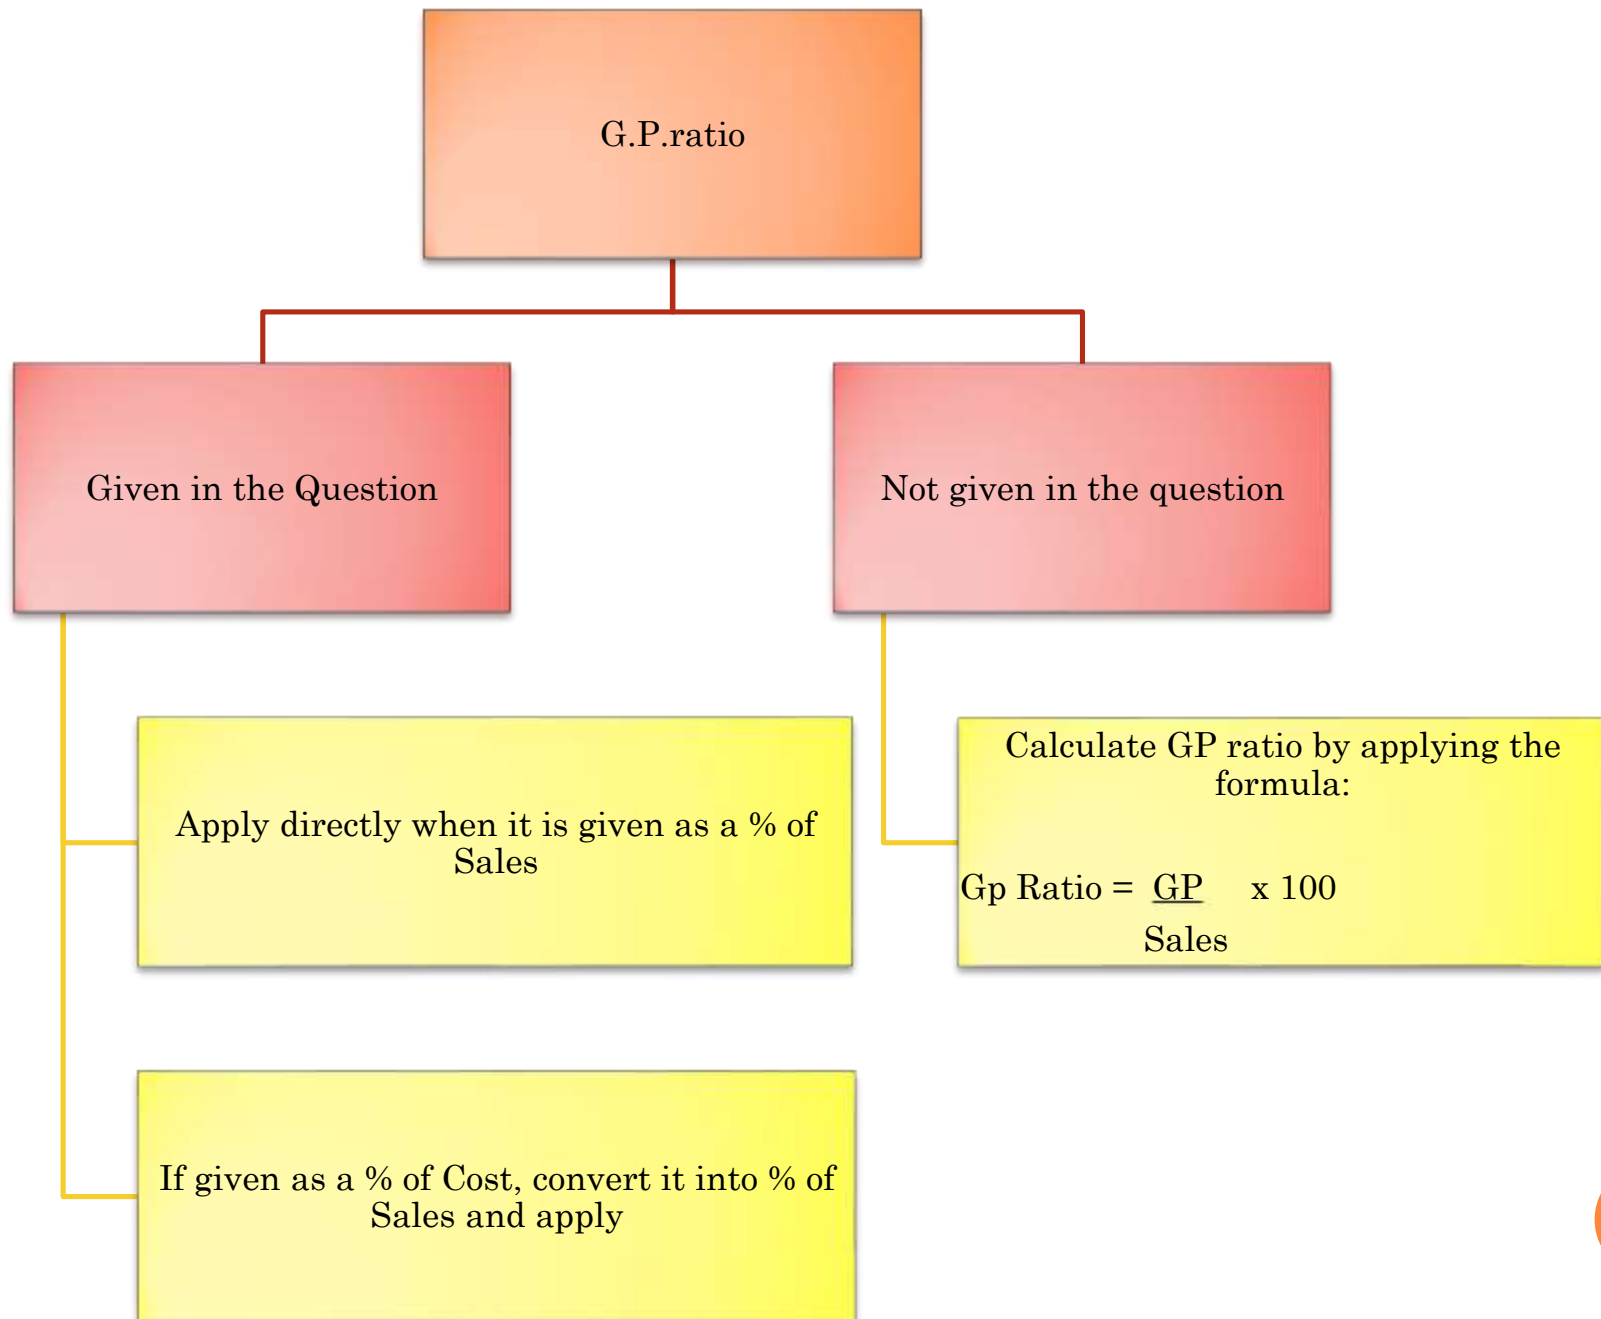 G.P.ratio
Given in the Question
Not given in the question
Apply directly when it is given as a % of
Sales
If given as a % of Cost, convert it into % of
Sales and apply
Calculate GP ratio by applying the
formula:
Gp Ratio = GP x 100
Sales